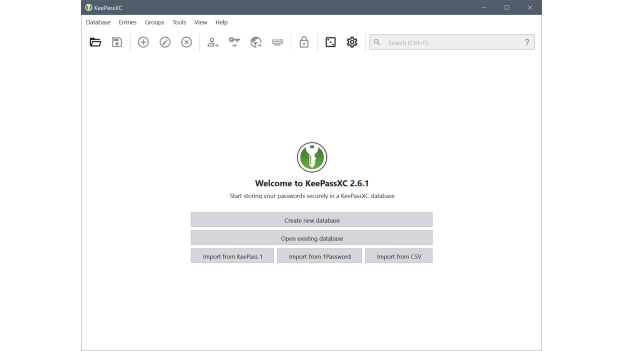 KeePassXC
Database Entries Groups Tools View Help
Search (Ctrl+F)... ?
Welcome to KeePassXC 2.6.1
Start storing your passwords securely in a KeePassXC database
Create new database
Open existing database
Import from KeePass 1 Import from 1Password Import from CSV